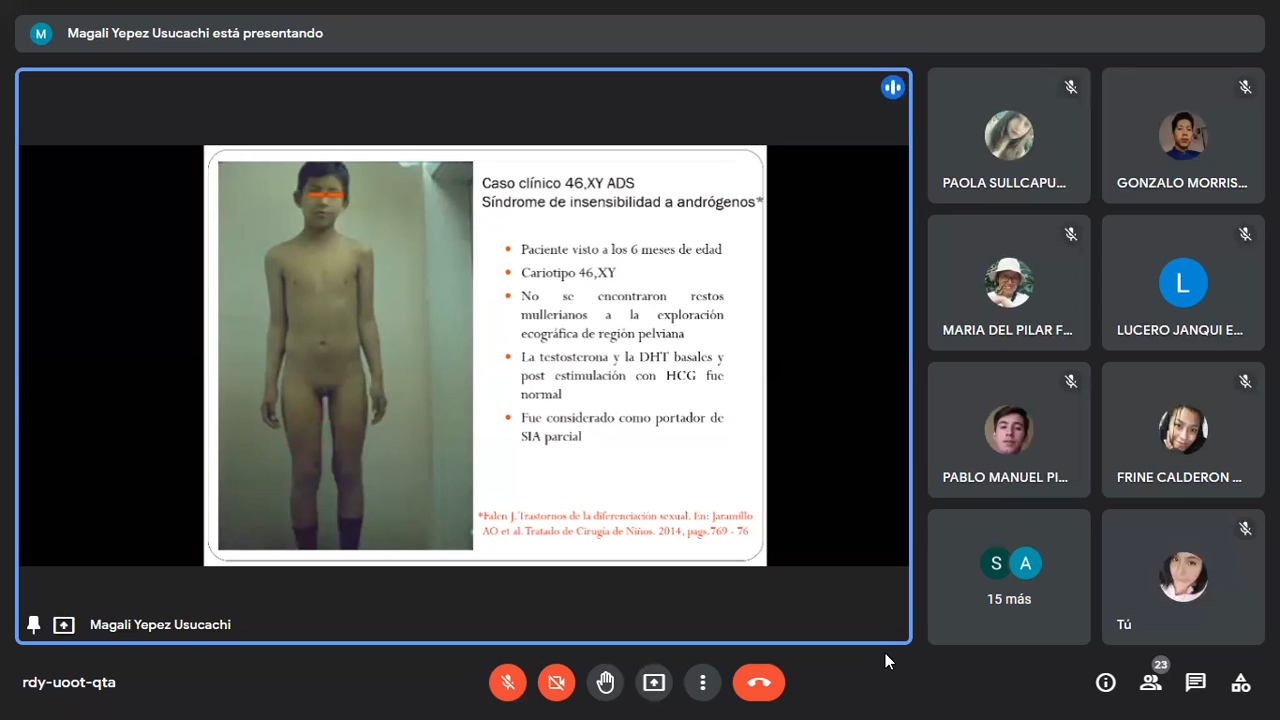 M
Magali Yepez Usucachi está presentando
Caso clínico 46,XY ADS
Síndrome de insensibilidad a andrógenos*
• Paciente visto a los 6 meses de edad
• Cariotipo 46,XY
• No se encontraron restos
mullerianos a la exploración
ecográfica de región pelviana
• La testosterona y la DHT basales y
post estimulación con HCG fue
normal
• Fue considerado como portador de
SIA parcial
*Falen J. Trastornos de la diferenciación sexual. En: Jaramillo
AO et al. Tratado de Cirugía de Niños. 2014, pags.769 - 76
Magali Yepez Usucachi
PAOLA SULLCAPU...
GONZALO MORRIS...
MARIA DEL PILAR F...
L
LUCERO JANQUI E...
PABLO MANUEL PI...
FRINE CALDERON ...
S A
15 más
Tú
rdy-uoot-qta
23